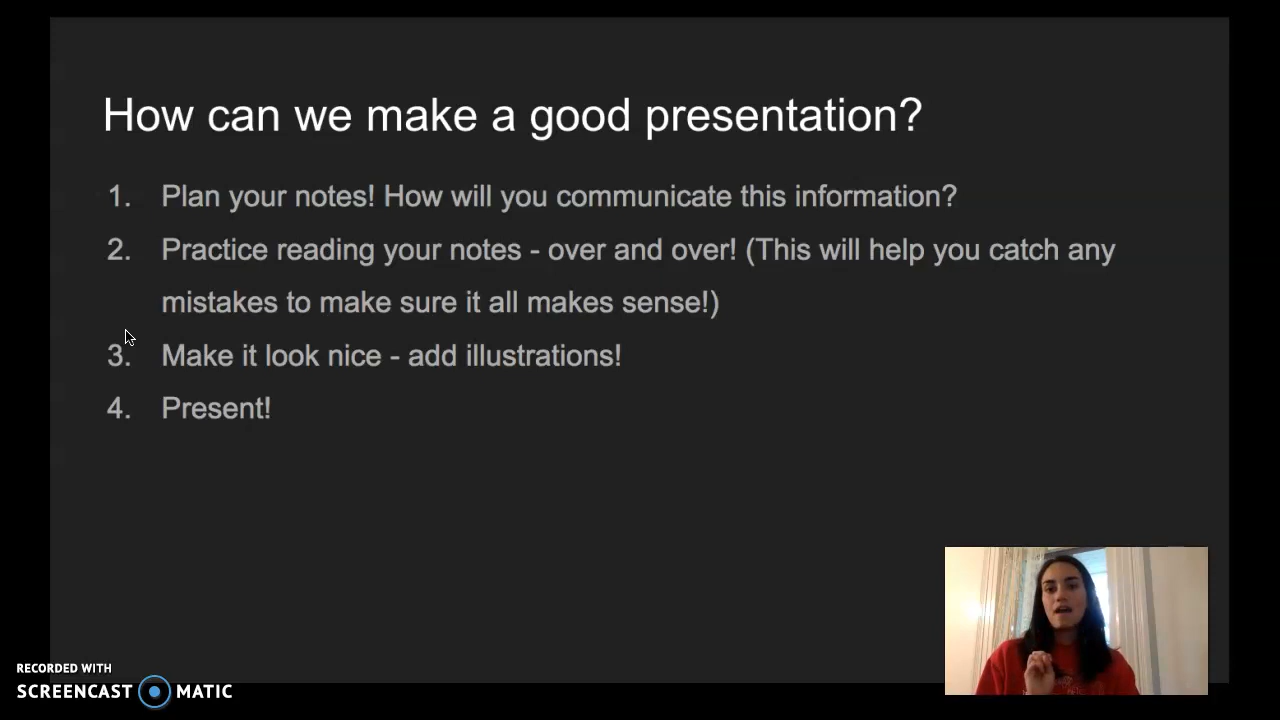 How can we make a good presentation?
1. Plan your notes! How will you communicate this information?
2. Practice reading your notes - over and over! (This will help you catch any
mistakes to make sure it all makes sense!)
3. Make it look nice - add illustrations!
4. Present!
RECORDED WITH
SCREENCAST MATIC